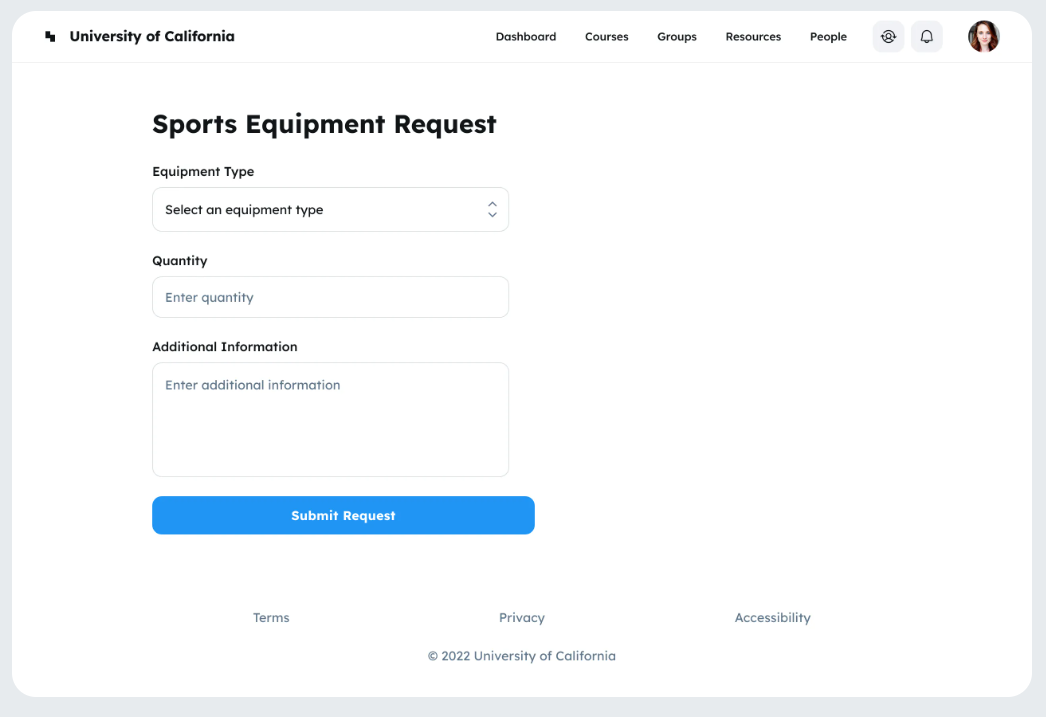 University of California
Dashboard Courses Groups Resources People
Sports Equipment Request
Equipment Type
Select an equipment type
Quantity
Enter quantity
Additional Information
Enter additional information
Submit Request
Terms Privacy Accessibility
© 2022 University of California